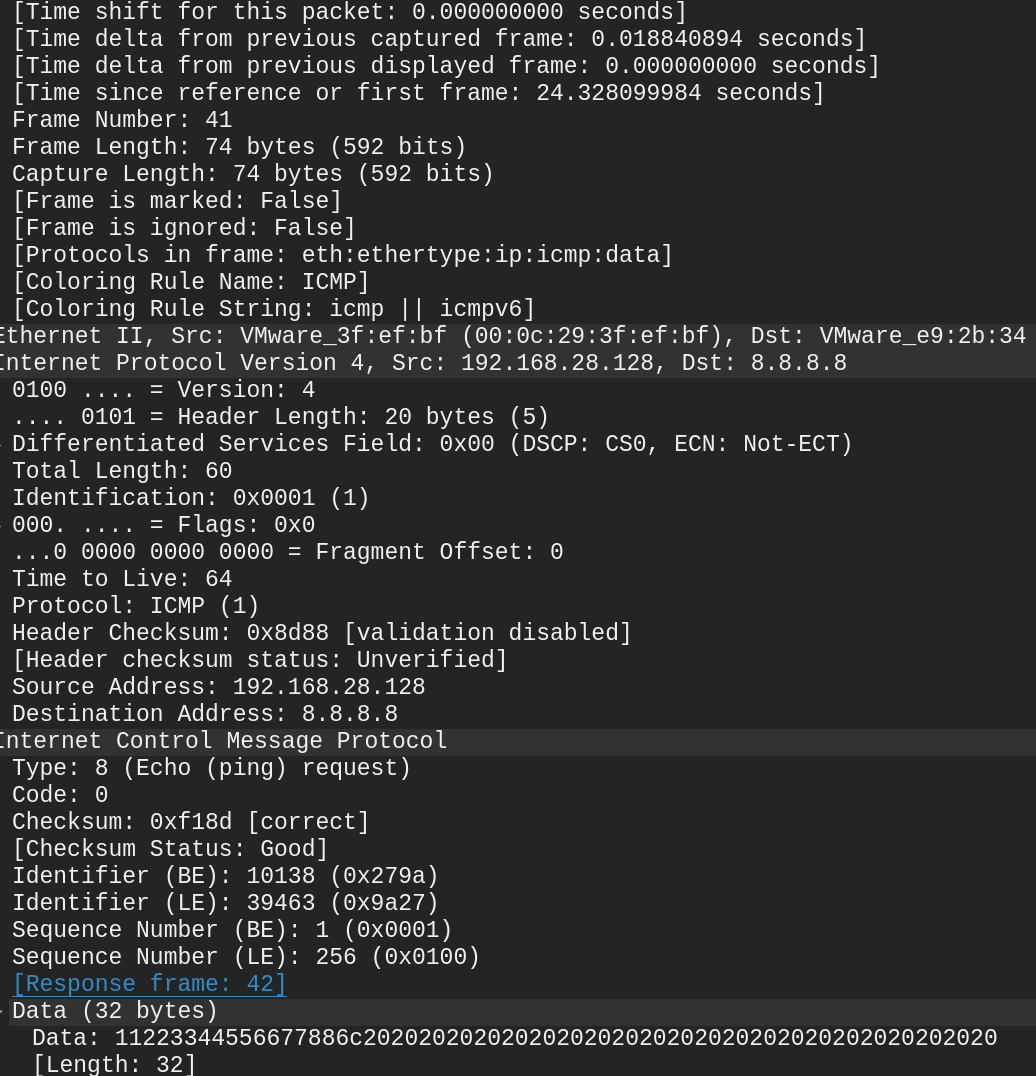 [Time shift for this packet: 0.000000000 seconds]
[Time delta from previous captured frame: 0.018840894 seconds]
[Time delta from previous displayed frame: 0.000000000 seconds]
[Time since reference or first frame: 24.328099984 seconds]
Frame Number: 41
Frame Length: 74 bytes (592 bits)
Capture Length: 74 bytes (592 bits)
[Frame is marked: False]
[Frame is ignored: False]
[Protocols in frame: eth:ethertype:ip:icmp:data]
[Coloring Rule Name: ICMP]
[Coloring Rule String: icmp || icmpv6]
Ethernet II, Src: VMware_3f:ef:bf (00:0c:29:3f:ef:bf), Dst: VMware_e9:2b:34
Internet Protocol Version 4, Src: 192.168.28.128, Dst: 8.8.8.8
0100 .... = Version: 4
.... 0101 = Header Length: 20 bytes (5)
Differentiated Services Field: 0x00 (DSCP: CS0, ECN: Not-ECT)
Total Length: 60
Identification: 0x0001 (1)
000. .... = Flags: 0x0
...0 0000 0000 0000 = Fragment Offset: 0
Time to Live: 64
Protocol: ICMP (1)
Header Checksum: 0x8d88 [validation disabled]
[Header checksum status: Unverified]
Source Address: 192.168.28.128
Destination Address: 8.8.8.8
Internet Control Message Protocol
Type: 8 (Echo (ping) request)
Code: 0
Checksum: 0xf18d [correct]
[Checksum Status: Good]
Identifier (BE): 10138 (0x279a)
Identifier (LE): 39463 (0x9a27)
Sequence Number (BE): 1 (0x0001)
Sequence Number (LE): 256 (0x0100)
[Response frame: 42]
Data (32 bytes)
Data: 11223344556677886c2020202020202020202020202020202020202020202020
[Length: 32]